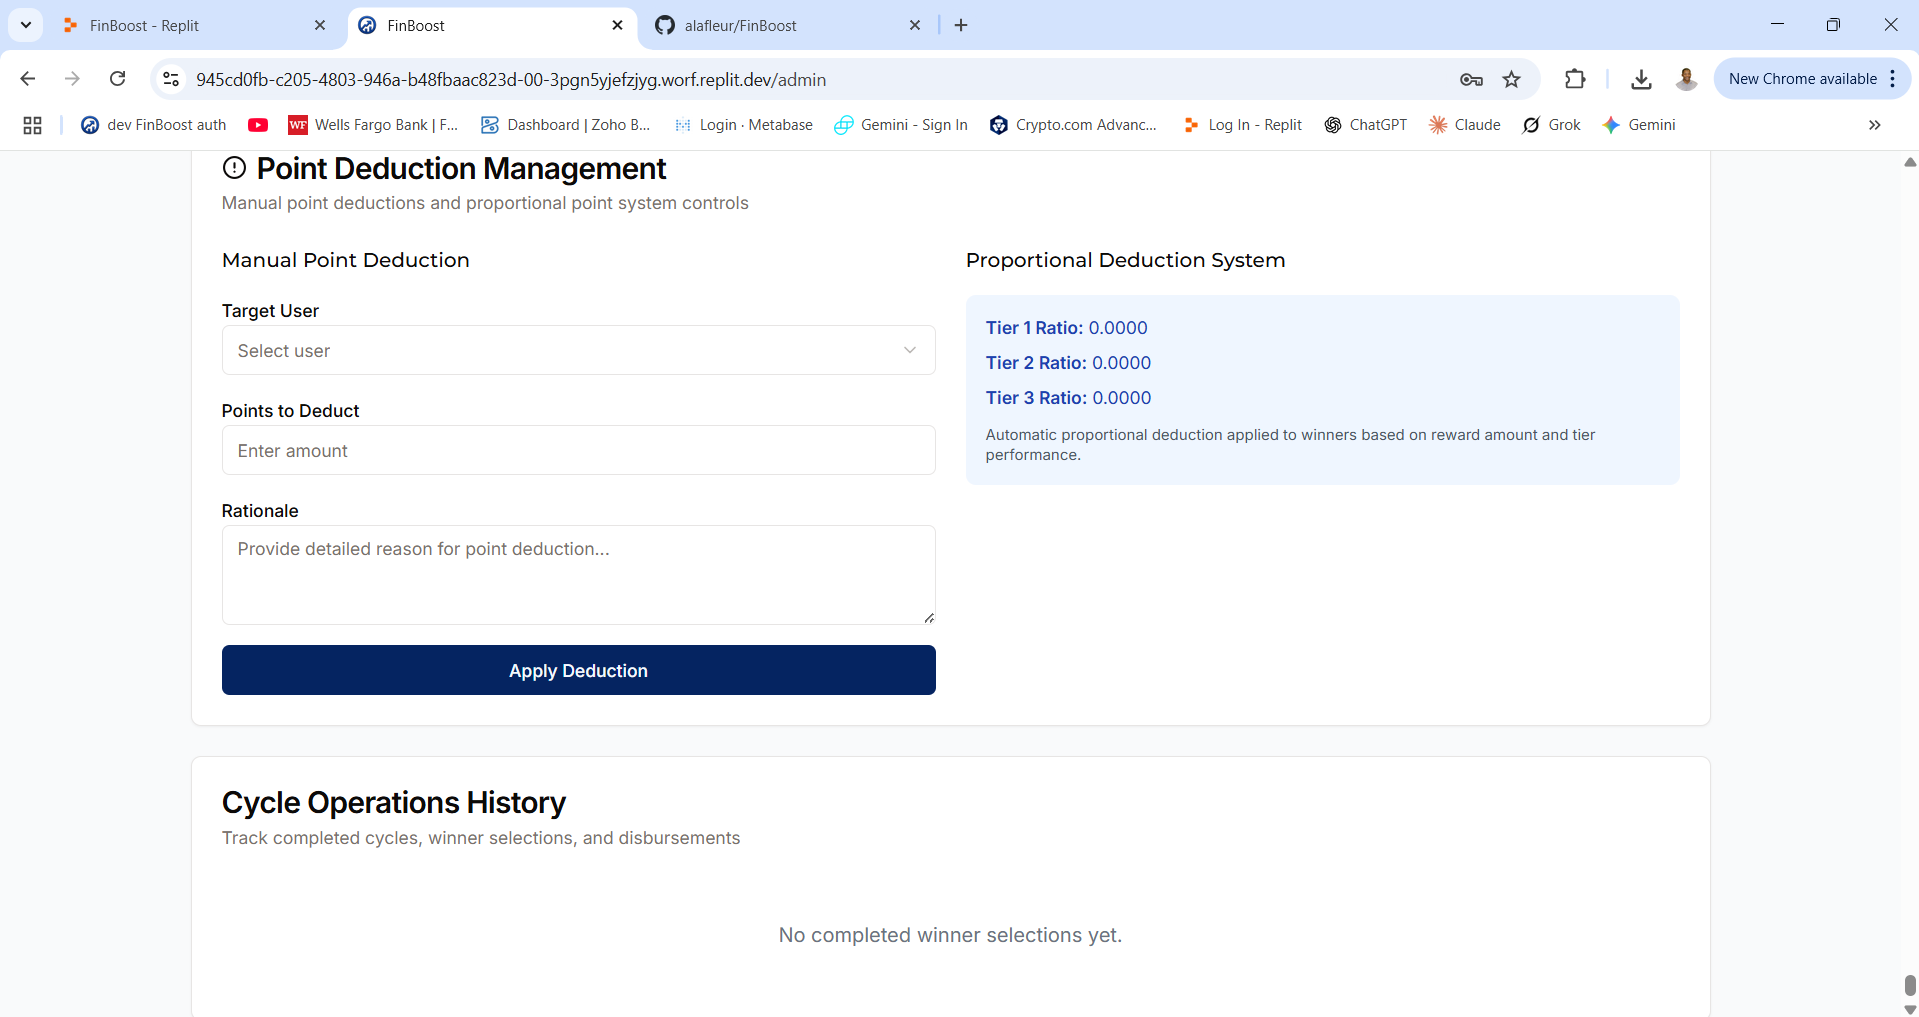 FinBoost - Replit
FinBoost
alafleur/FinBoost
945cd0fb-c205-4803-946a-b48fbaac823d-00-3pgn5yjefzjyg.worf.replit.dev/admin
New Chrome available
dev FinBoost auth
WF Wells Fargo Bank | F...
Dashboard | Zoho B...
Login · Metabase
Gemini - Sign In
Crypto.com Advanc...
Log In - Replit
ChatGPT
Claude
Grok
Gemini
Point Deduction Management
Manual point deductions and proportional point system controls
Manual Point Deduction
Target User
Select user
Points to Deduct
Enter amount
Rationale
Provide detailed reason for point deduction...
Apply Deduction
Proportional Deduction System
Tier 1 Ratio: 0.0000
Tier 2 Ratio: 0.0000
Tier 3 Ratio: 0.0000
Automatic proportional deduction applied to winners based on reward amount and tier
performance.
Cycle Operations History
Track completed cycles, winner selections, and disbursements
No completed winner selections yet.